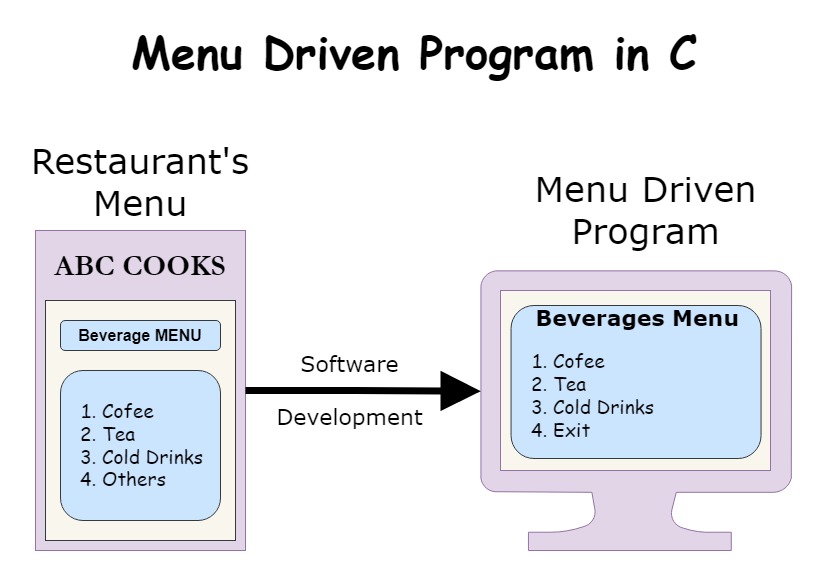 Menu Driven Program in C
Restaurant's
Menu
ABC COOKS
Beverage MENU
1. Cofee
2. Tea
3. Cold Drinks
4. Others
Software
Development
Menu Driven
Program
Beverages Menu
1. Cofee
2. Tea
3. Cold Drinks
4. Exit